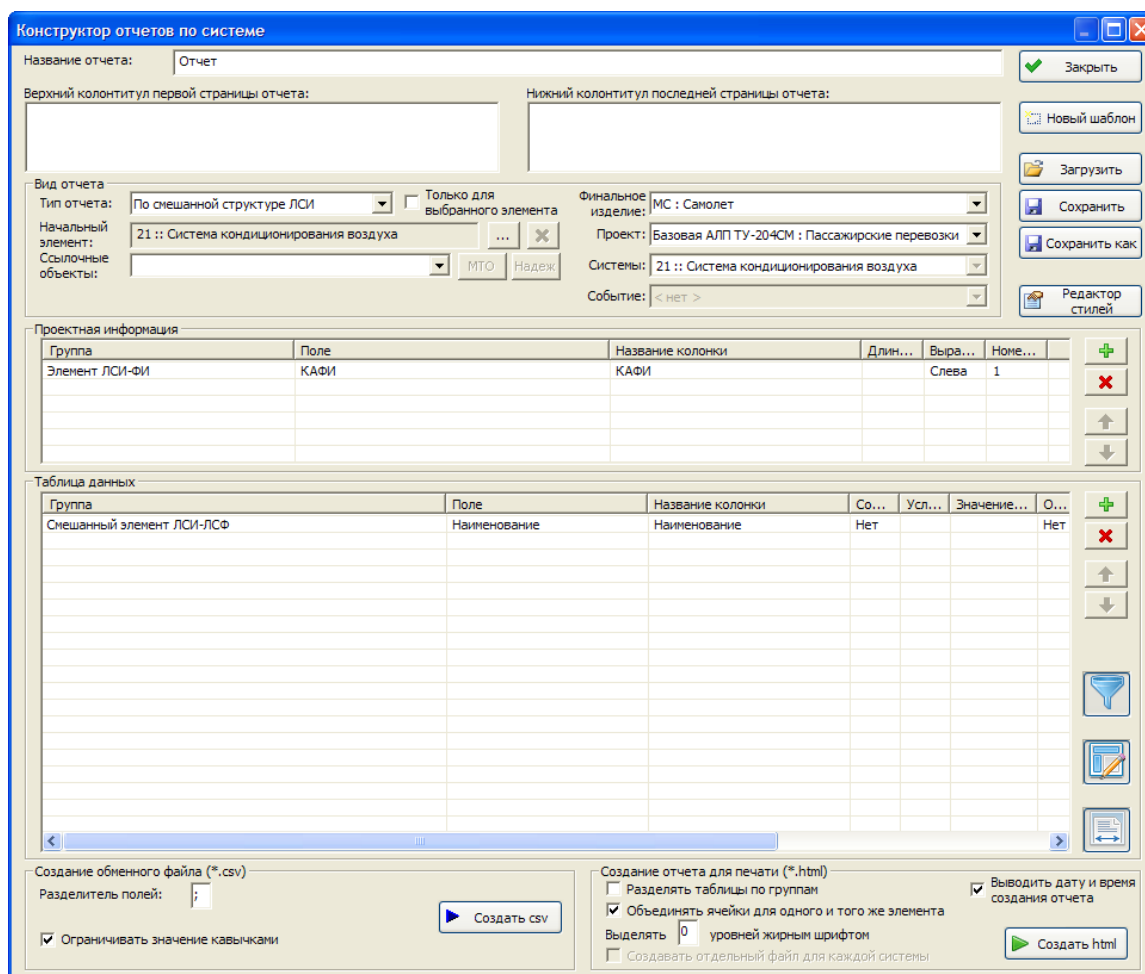 Конструктор отчетов по системе
Название отчета:
Отчет
Закрыть
Верхний колонтитул первой страницы отчета:
Нижний колонтитул последней страницы отчета:
Новый шаблон
Загрузить
Сохранить
Сохранить как
Редактор
стилей
Вид отчета
Тип отчета:
По смешанной структуре ЛСИ
Только для
выбранного элемента
Финальное
изделие:
МС : Самолет
Начальный
элемент:
21 :: Система кондиционирования воздуха
...
Проект:
Базовая АЛП ТУ-204СМ : Пассажирские перевозки
Ссылочные
объекты:
МТО
Надеж
Системы:
21 :: Система кондиционирования воздуха
Событие:
< нет >
Проектная информация
Группа Поле Название колонки Длин... Выра... Номе...
Элемент ЛСИ-ФИ КАФИ КАФИ Слева 1
Таблица данных
Группа Поле Название колонки Со... Усл... Значение... О...
Смешанный элемент ЛСИ-ЛСФ Наименование Наименование Нет Нет
Создание обменного файла (*.csv)
Разделитель полей: ;
Создать csv
Ограничивать значение кавычками
Создание отчета для печати (*.html)
Разделять таблицы по группам
Выводить дату и время
создания отчета
Объединять ячейки для одного и того же элемента
Выделять 0 уровней жирным шрифтом
Создавать отдельный файл для каждой системы
Создать html